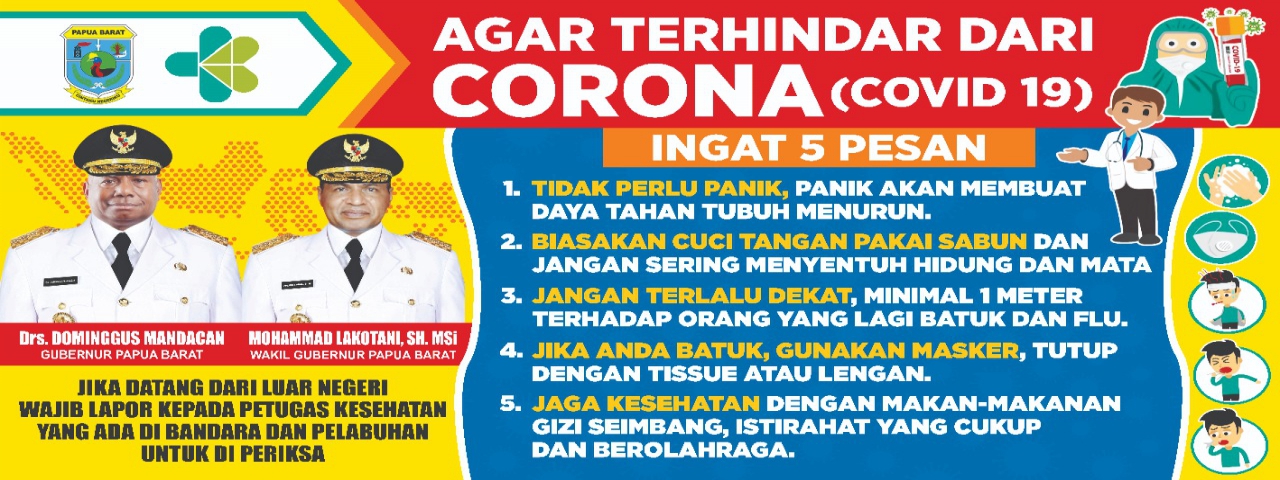 PAPUA BARAT
AGAR TERHINDAR DARI
CORONA (COVID 19)
COVID-19
INGAT 5 PESAN
1. TIDAK PERLU PANIK, PANIK AKAN MEMBUAT
DAYA TAHAN TUBUH MENURUN.
2. BIASAKAN CUCI TANGAN PAKAI SABUN DAN
JANGAN SERING MENYENTUH HIDUNG DAN MATA
3. JANGAN TERLALU DEKAT, MINIMAL 1 METER
TERHADAP ORANG YANG LAGI BATUK DAN FLU.
4. JIKA ANDA BATUK, GUNAKAN MASKER, TUTUP
DENGAN TISSUE ATAU LENGAN.
5. JAGA KESEHATAN DENGAN MAKAN-MAKANAN
GIZI SEIMBANG, ISTIRAHAT YANG CUKUP
DAN BEROLAHRAGA.
Drs. DOMINGGUS MANDACAN
GUBERNUR PAPUA BARAT
MOHAMMAD LAKOTANI, SH. MSi
WAKIL GUBERNUR PAPUA BARAT
JIKA DATANG DARI LUAR NEGERI
WAJIB LAPOR KEPADA PETUGAS KESEHATAN
YANG ADA DI BANDARA DAN PELABUHAN
UNTUK DI PERIKSA